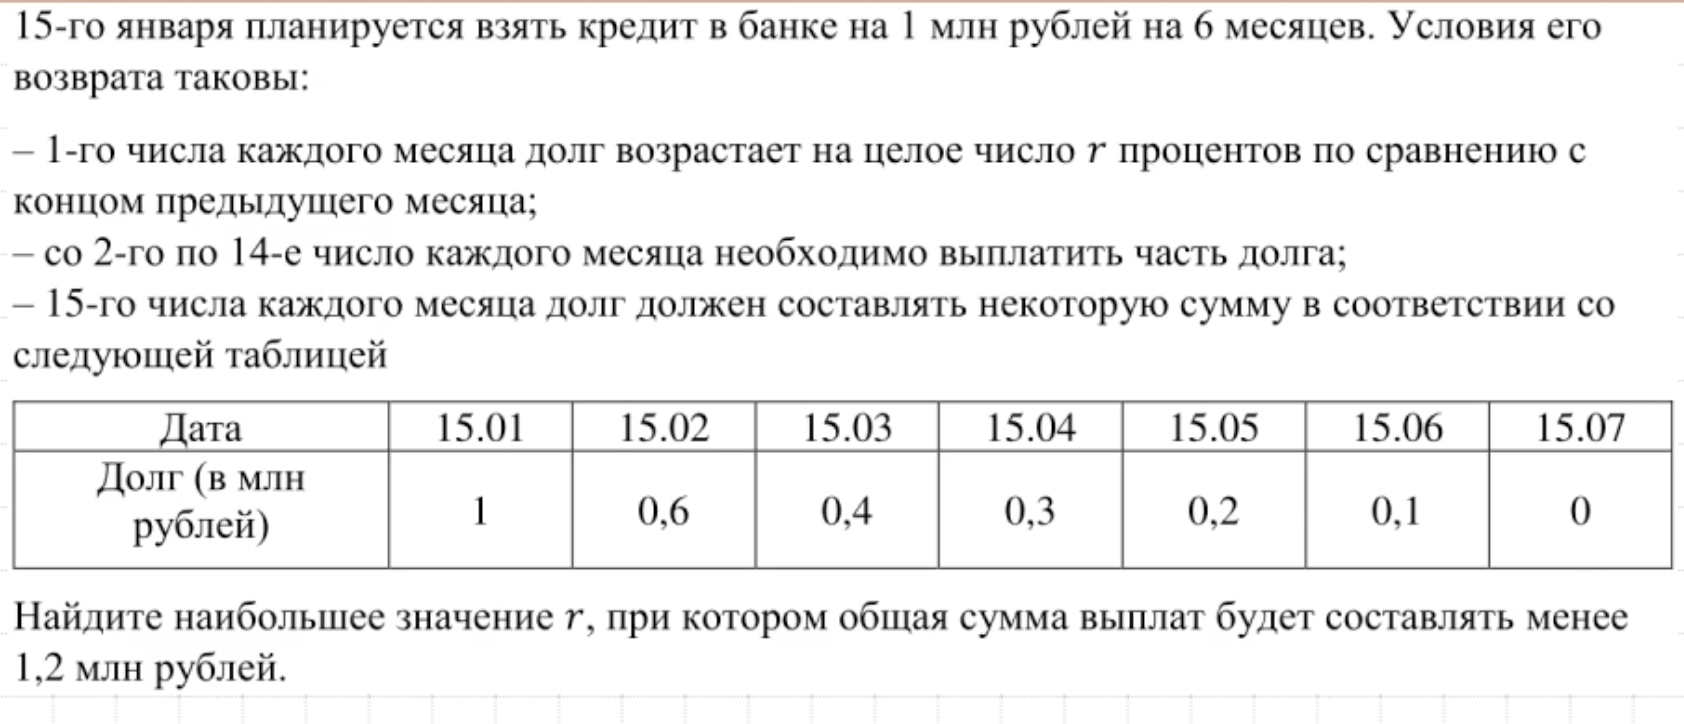 15-го января планируется взять кредит в банке на 1 млн рублей на 6 месяцев. Условия его
возврата таковы:
– 1-го числа каждого месяца долг возрастает на целое число r процентов по сравнению с
концом предыдущего месяца;
– со 2-го по 14-е число каждого месяца необходимо выплатить часть долга;
– 15-го числа каждого месяца долг должен составлять некоторую сумму в соответствии со
следующей таблицей
Дата 15.01 15.02 15.03 15.04 15.05 15.06 15.07
Долг (в млн
рублей) 1 0,6 0,4 0,3 0,2 0,1 0
Найдите наибольшее значение r, при котором общая сумма выплат будет составлять менее
1,2 млн рублей.